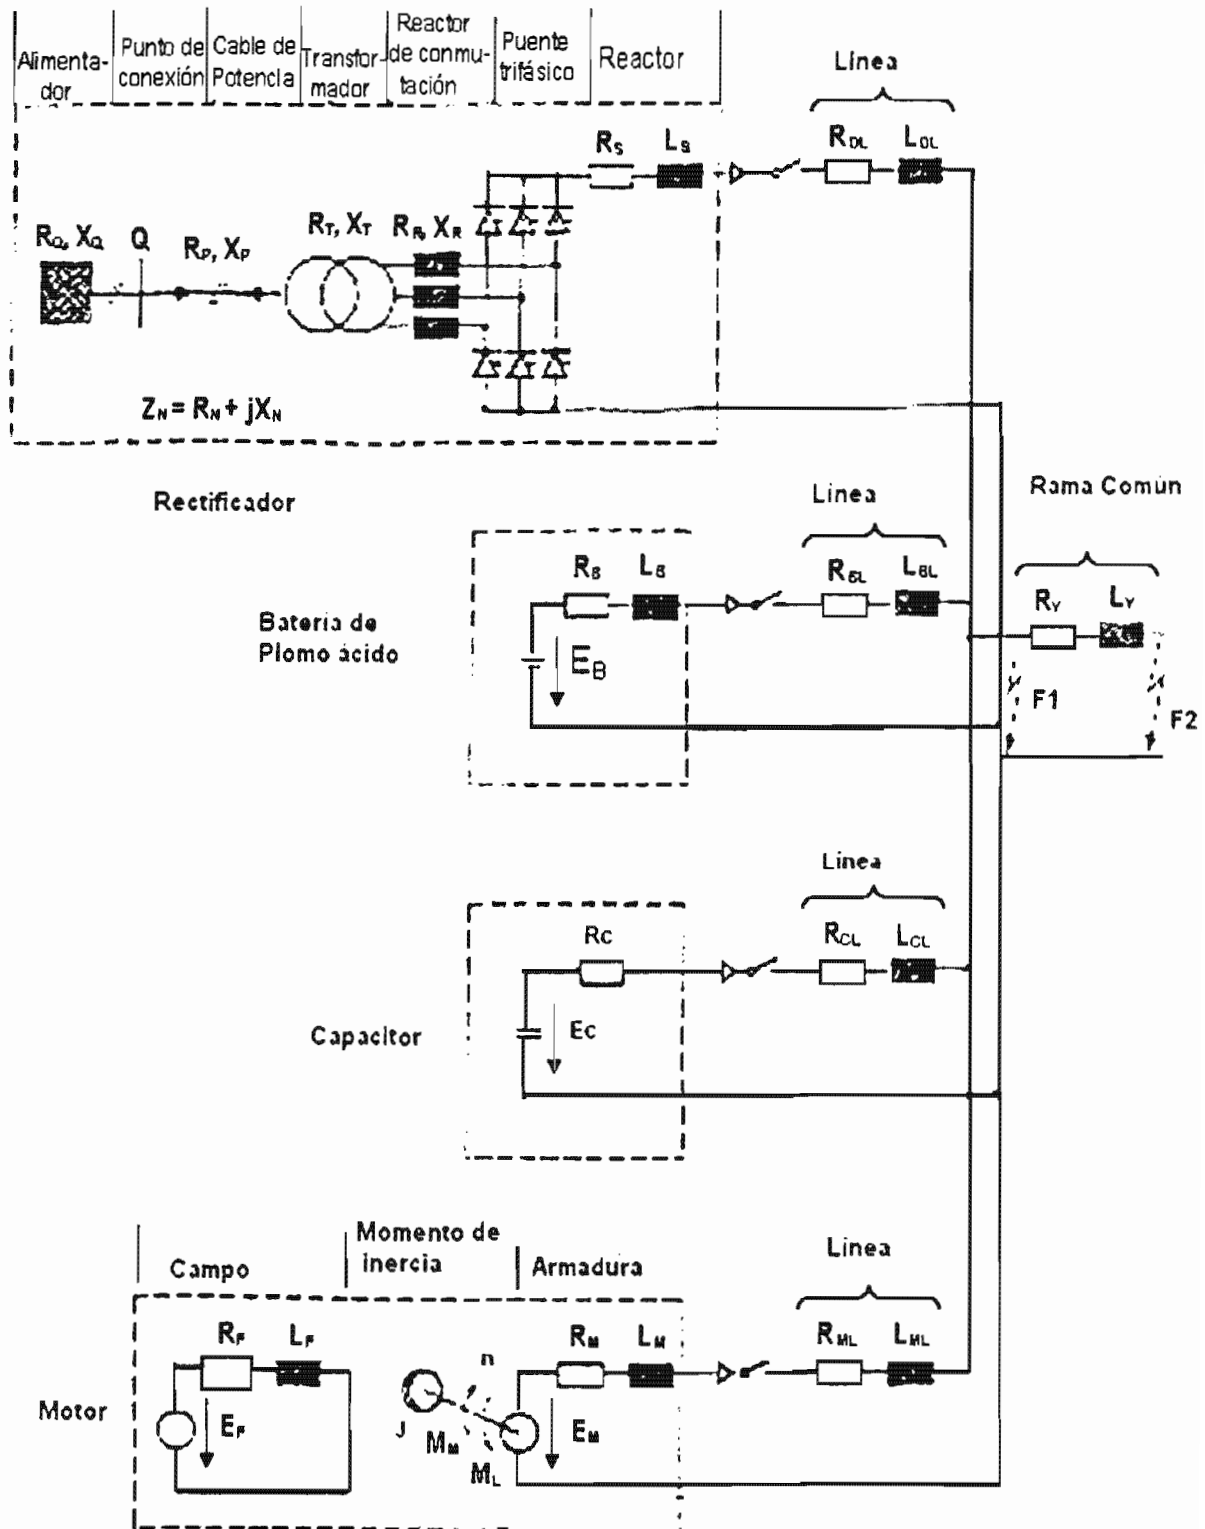 Alimenta-
dor
Punto de
conexión
Cable de
Potencia
Transfor-
mador
Reactor
de conmu-
tación
Puente
trifásico
Reactor
Línea
RS LS
RDL LDL
RQ, XQ
Q
RP, XP
RT, XT
RR, XR
ZN = RN + jXN
Rectificador
Línea
Rama Común
RB LB
RBL LBL
RY LY
Batería de
Plomo ácido
EB
F1
F2
Línea
RC
RCL LCL
Capacitor
EC
Campo
Momento de
inercia
Armadura
Línea
RF LF
n
RM LM
RML LML
Motor
EF
J
MM
ML
EM